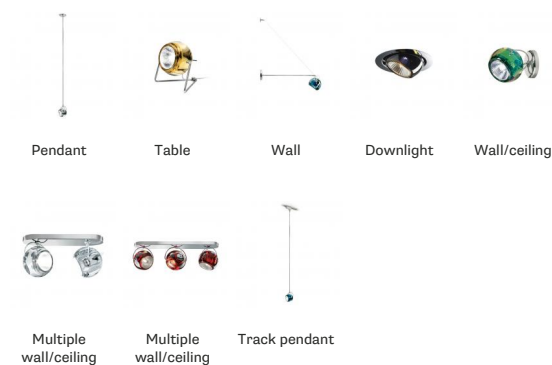 Pendant
Table
Wall
Downlight
Wall/ceiling
Multiple
wall/ceiling
Multiple
wall/ceiling
Track pendant